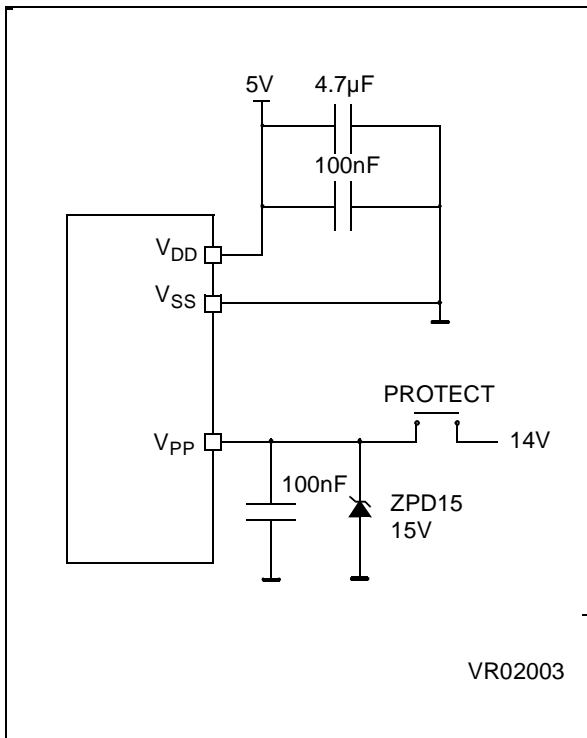 5V 4.7µF
100nF
VDD
VSS
PROTECT
VPP
14V
100nF
ZPD15
15V
VR02003